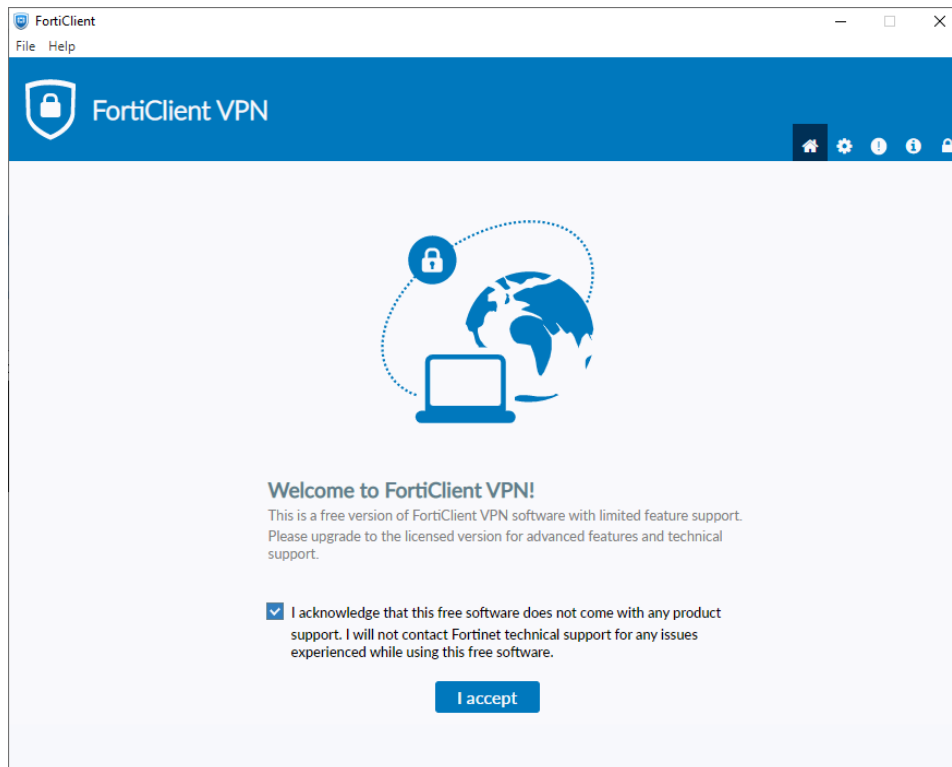 FortiClient
File Help
FortiClient VPN
Welcome to FortiClient VPN!
This is a free version of FortiClient VPN software with limited feature support.
Please upgrade to the licensed version for advanced features and technical
support.
I acknowledge that this free software does not come with any product
support. I will not contact Fortinet technical support for any issues
experienced while using this free software.
I accept